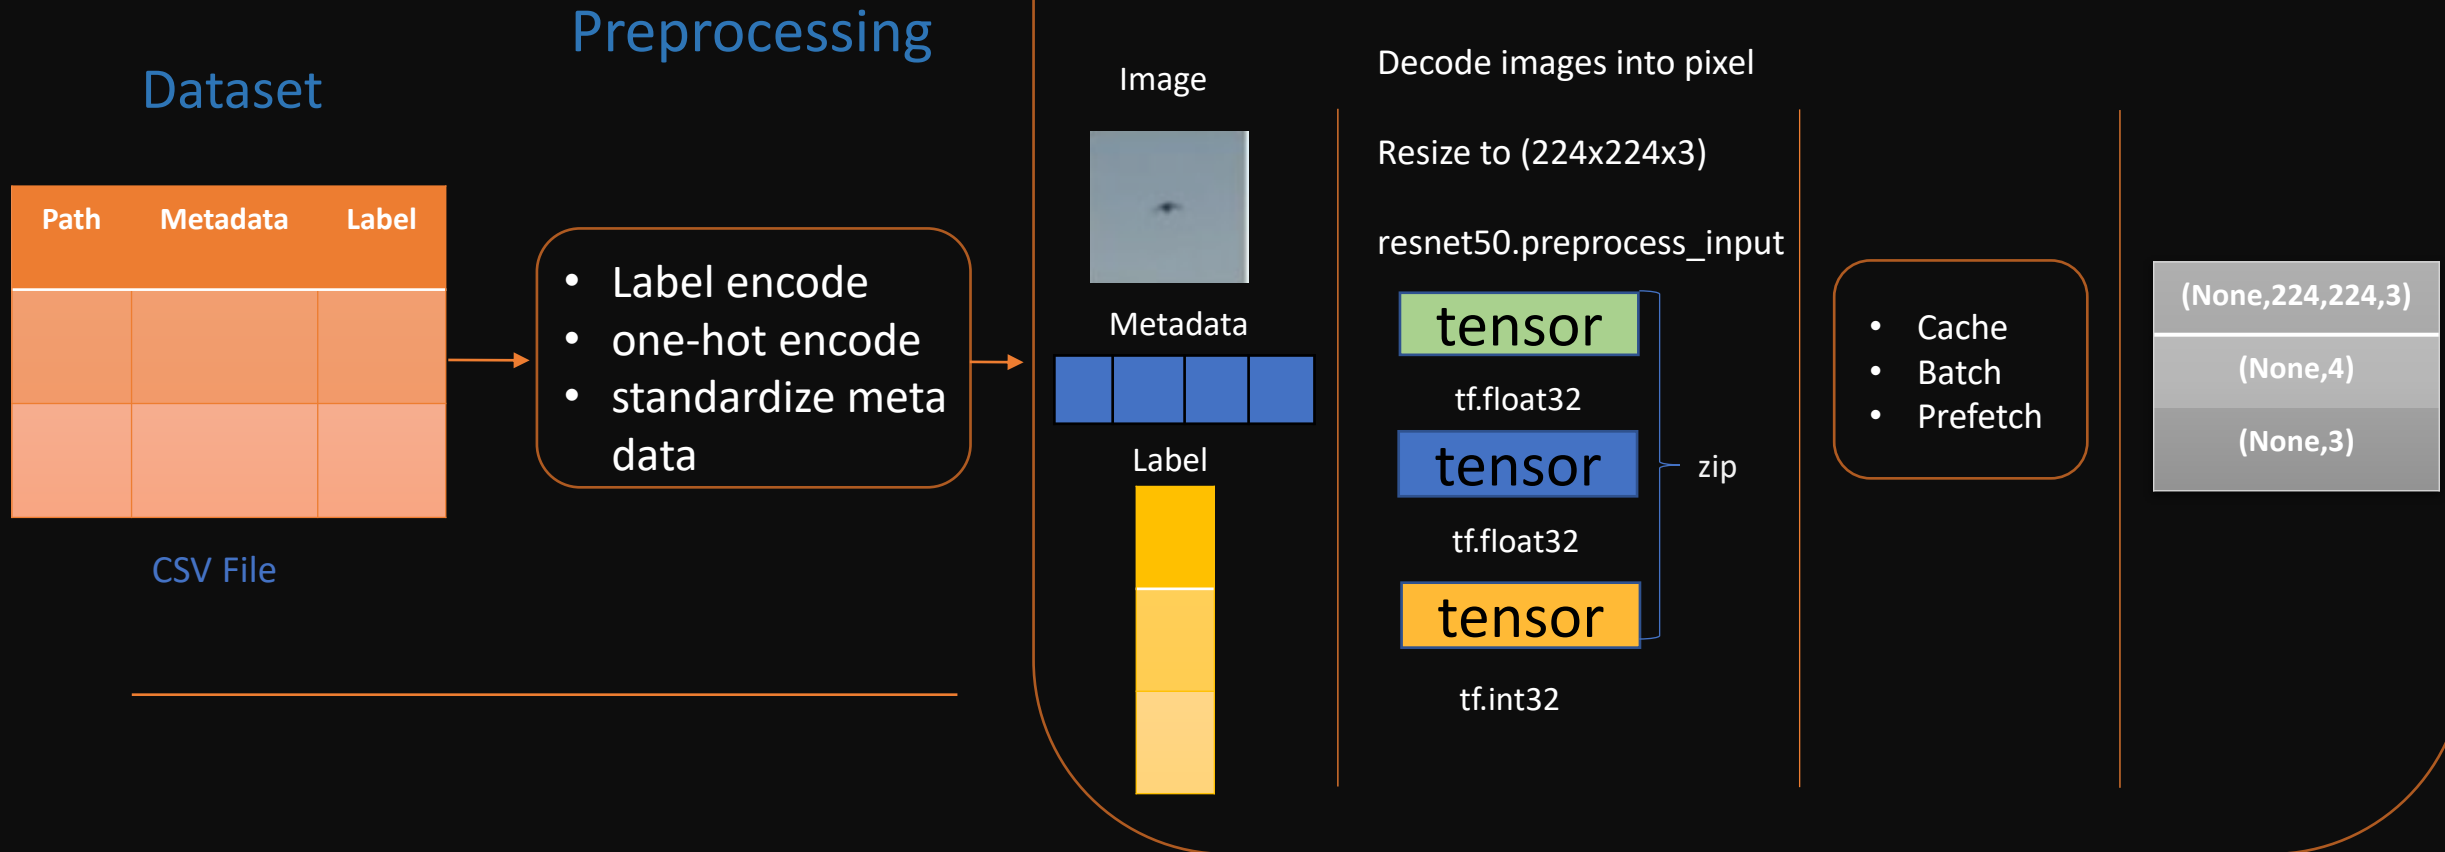 Preprocessing
Dataset
Path Metadata Label
CSV File
• Label encode
• one-hot encode
• standardize meta
data
Image
Metadata
Label
Decode images into pixel
Resize to (224x224x3)
resnet50.preprocess_input
tensor
tf.float32
tensor
tf.float32
tensor
tf.int32
zip
• Cache
• Batch
• Prefetch
(None,224,224,3)
(None,4)
(None,3)